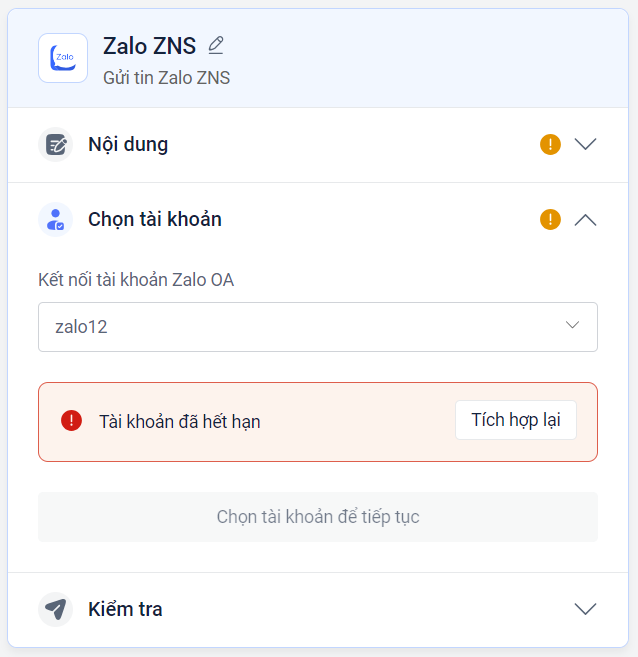 Zalo
Zalo ZNS
Gửi tin Zalo ZNS
Nội dung
Chọn tài khoản
Kết nối tài khoản Zalo OA
zalo12
Tài khoản đã hết hạn
Tích hợp lại
Chọn tài khoản để tiếp tục
Kiểm tra